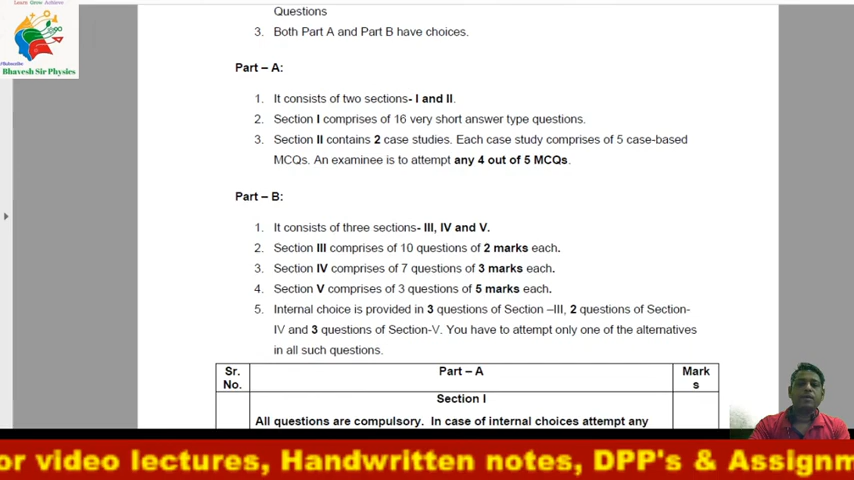 Learn Grow Achieve
Bhavesh Sir Physics
Questions
3. Both Part A and Part B have choices.
Part – A:
1. It consists of two sections- I and II.
2. Section I comprises of 16 very short answer type questions.
3. Section II contains 2 case studies. Each case study comprises of 5 case-based
MCQs. An examinee is to attempt any 4 out of 5 MCQs.
Part – B:
1. It consists of three sections- III, IV and V.
2. Section III comprises of 10 questions of 2 marks each.
3. Section IV comprises of 7 questions of 3 marks each.
4. Section V comprises of 3 questions of 5 marks each.
5. Internal choice is provided in 3 questions of Section –III, 2 questions of Section-
IV and 3 questions of Section-V. You have to attempt only one of the alternatives
in all such questions.
Sr. Part – A Mark
No. s
Section I
All questions are compulsory. In case of internal choices attempt any
or video lectures, Handwritten notes, DPP's & Assignm